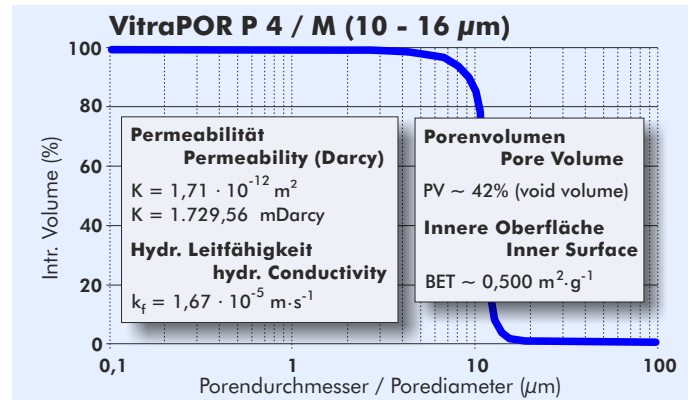 VitraPOR P 4 / M (10 - 16 µm)
100
80
60
40
20
0
Intr. Volume (%)
Permeabilität
Permeability (Darcy)
K = 1,71 · 10⁻¹² m²
K = 1.729,56 mDarcy
Hydr. Leitfähigkeit
hydr. Conductivity
k_f = 1,67 · 10⁻⁵ m·s⁻¹
Porenvolumen
Pore Volume
PV ~ 42% (void volume)
Innere Oberfläche
Inner Surface
BET ~ 0,500 m²·g⁻¹
0,1 1 10 100
Porendurchmesser / Porediameter (µm)